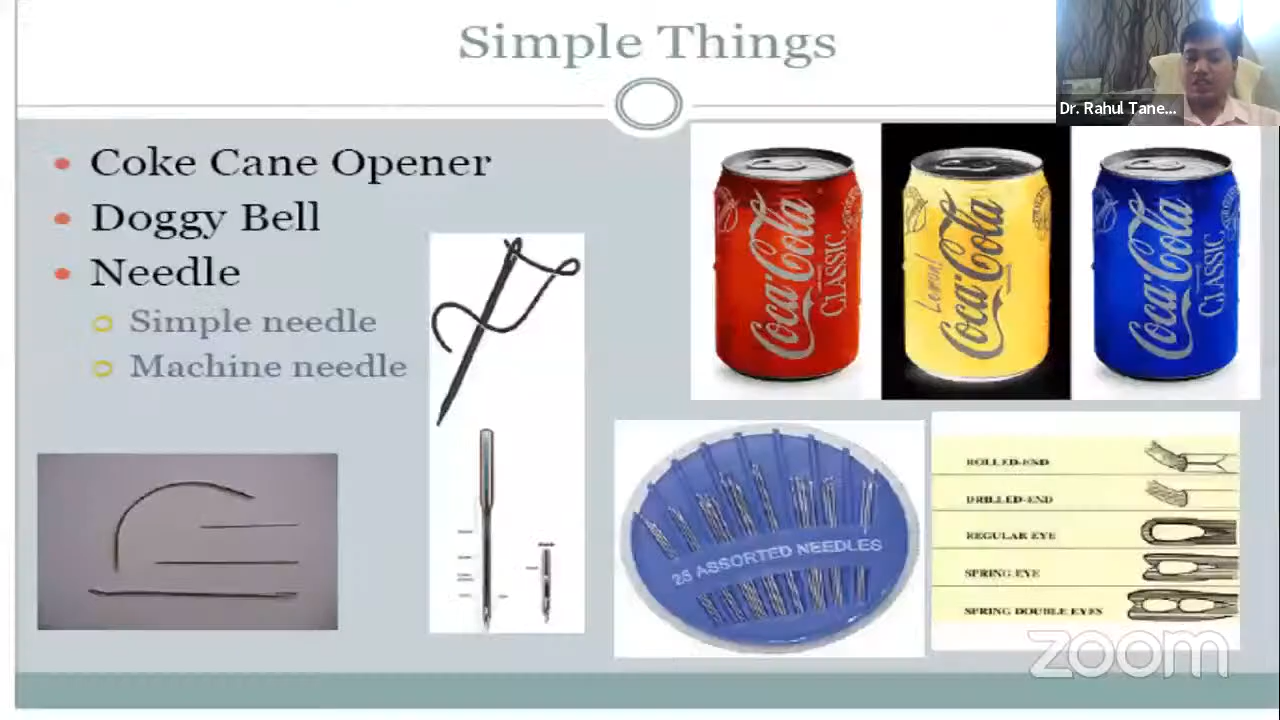 Simple Things
Dr. Rahul Tane...
Coke Cane Opener
Doggy Bell
Needle
Simple needle
Machine needle
Coca-Cola
CLASSIC
Lemon!
Coca-Cola
Coca-Cola
CLASSIC
25 ASSORTED NEEDLES
ROLLED-END
DRILLED-END
REGULAR EYE
SPRING EYE
SPRING DOUBLE EYES
zoom